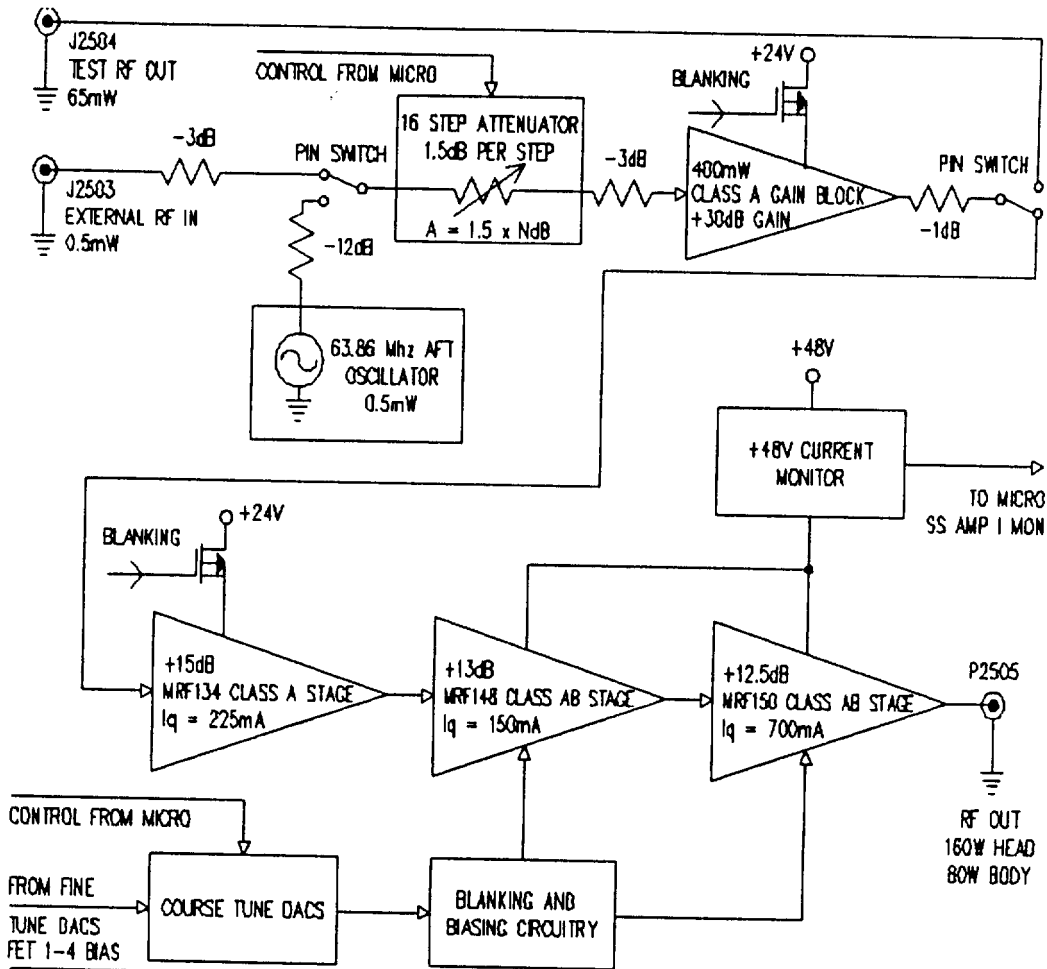 J2504
TEST RF OUT
65mW
CONTROL FROM MICRO
+24V
BLANKING
-3dB
PIN SWITCH
16 STEP ATTENUATOR
1.5dB PER STEP
A = 1.5 x NdB
-3dB
400mW
CLASS A GAIN BLOCK
+30dB GAIN
PIN SWITCH
-1dB
J2503
EXTERNAL RF IN
0.5mW
-12dB
63.86 Mhz AFT
OSCILLATOR
0.5mW
+48V
+48V CURRENT
MONITOR
TO MICRO
SS AMP I MON
+24V
BLANKING
+15dB
MRF134 CLASS A STAGE
Iq = 225mA
+13dB
MRF148 CLASS AB STAGE
Iq = 150mA
+12.5dB
MRF150 CLASS AB STAGE
Iq = 700mA
P2505
RF OUT
160W HEAD
80W BODY
CONTROL FROM MICRO
FROM FINE
TUNE DACS
FET 1-4 BIAS
COURSE TUNE DACS
BLANKING AND
BIASING CIRCUITRY